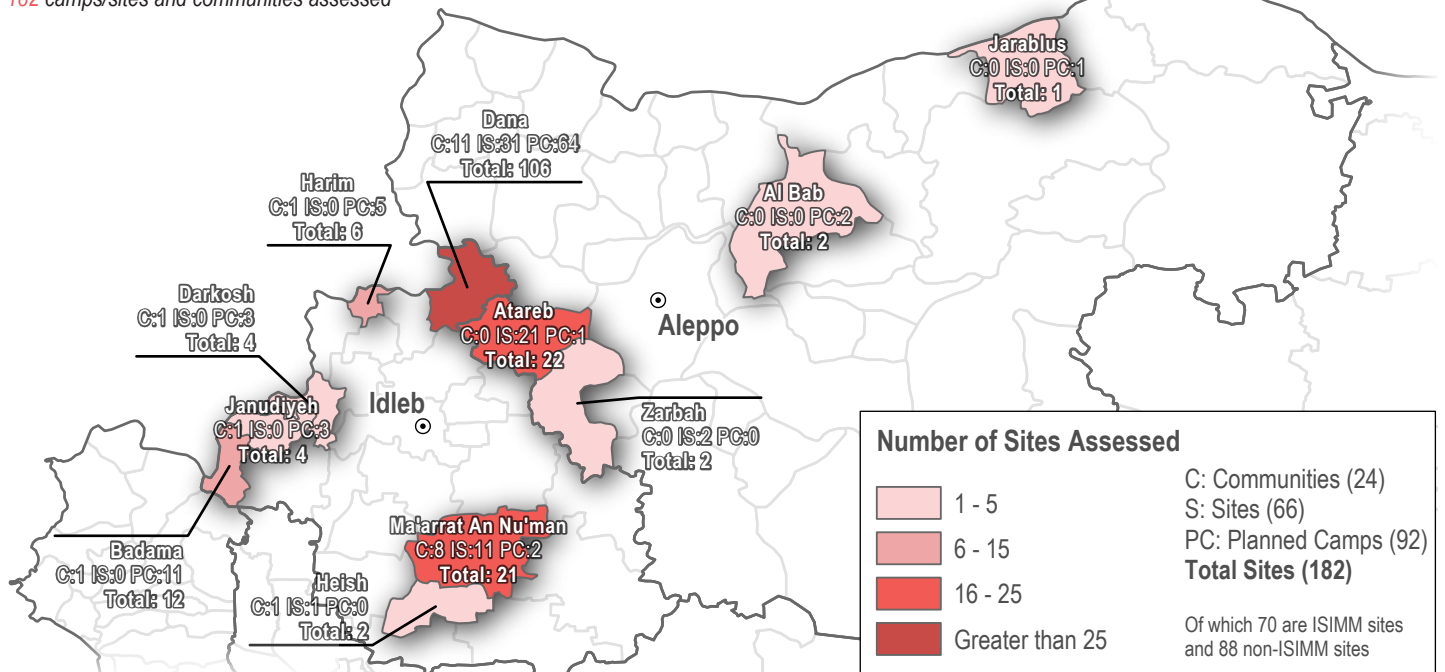 102 camps/sites and communities assessed
Jarablus
C:0 IS:0 PC:1
Total: 1
Dana
C:11 IS:31 PC:64
Total: 106
Harim
C:1 IS:0 PC:5
Total: 6
Al Bab
C:0 IS:0 PC:2
Total: 2
Darkosh
C:1 IS:0 PC:3
Total: 4
Atareb
C:0 IS:21 PC:1
Total: 22
Aleppo
Janudiyeh
C:1 IS:0 PC:3
Total: 4
Idleb
Zarbah
C:0 IS:2 PC:0
Total: 2
Ma'arrat An Nu'man
C:8 IS:11 PC:2
Total: 21
Badama
C:1 IS:0 PC:11
Total: 12
Heish
C:1 IS:1 PC:0
Total: 2
Number of Sites Assessed
1 - 5
6 - 15
16 - 25
Greater than 25
C: Communities (24)
S: Sites (66)
PC: Planned Camps (92)
Total Sites (182)
Of which 70 are ISIMM sites
and 88 non-ISIMM sites